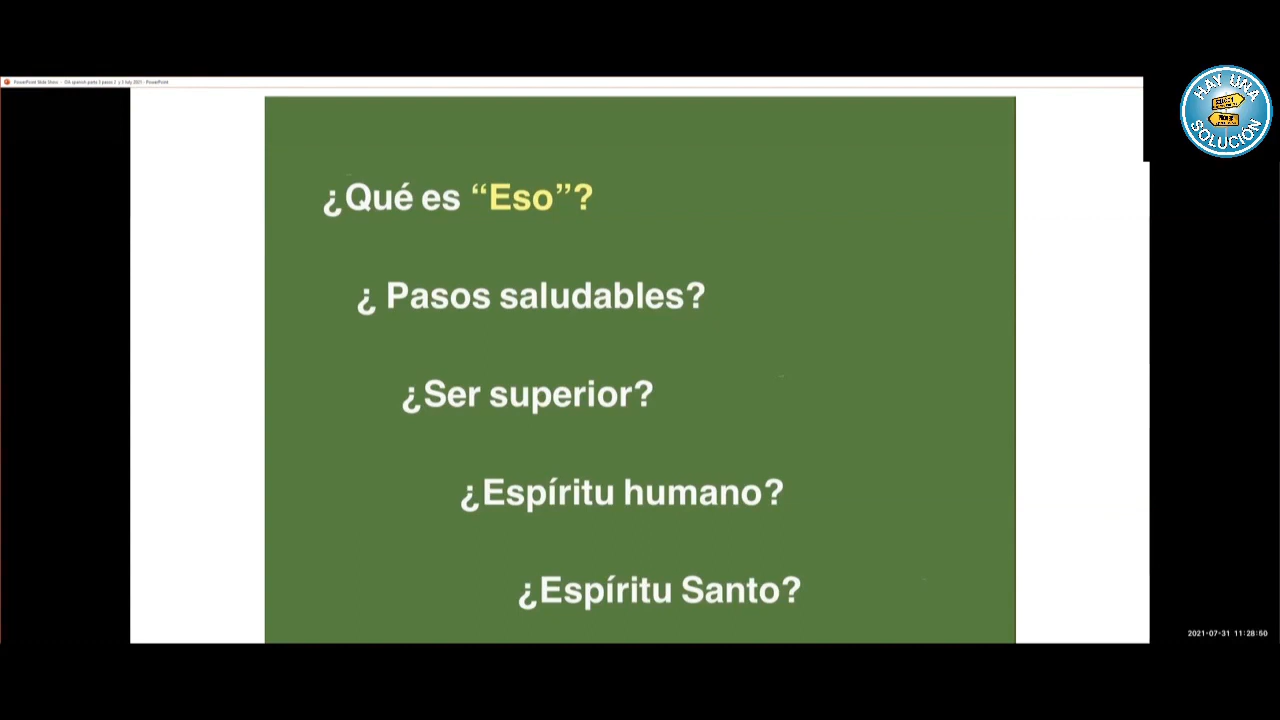 ¿Qué es “Eso”?
¿ Pasos saludables?
¿Ser superior?
¿Espíritu humano?
¿Espíritu Santo?
HAY UNA
SOLUCIÓN
2021-07-31 11:28:50